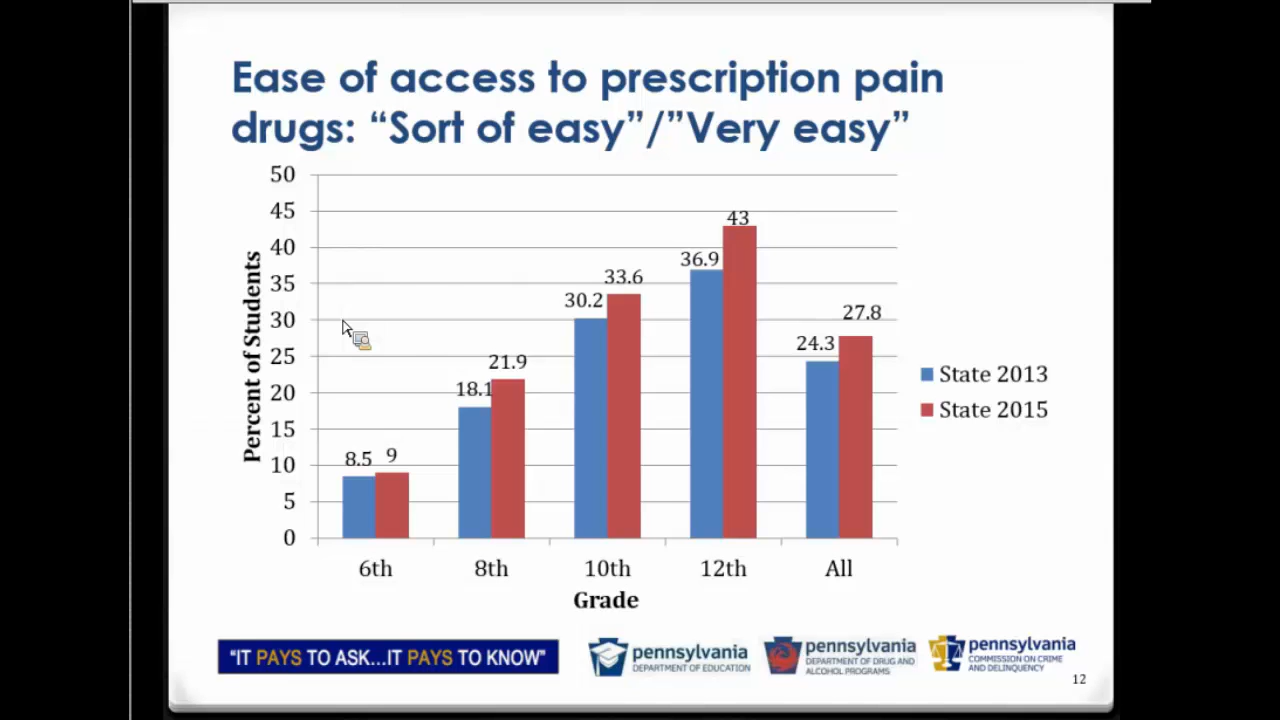 Ease of access to prescription pain
drugs: “Sort of easy”/”Very easy”
50
45
40
35
30
25
20
15
10
5
0
Percent of Students
8.5
9
18.1
21.9
30.2
33.6
36.9
43
24.3
27.8
6th
8th
10th
12th
All
Grade
State 2013
State 2015
“IT PAYS TO ASK...IT PAYS TO KNOW”
pennsylvania
DEPARTMENT OF EDUCATION
pennsylvania
DEPARTMENT OF DRUG AND
ALCOHOL PROGRAMS
pennsylvania
COMMISSION ON CRIME
AND DELINQUENCY
12